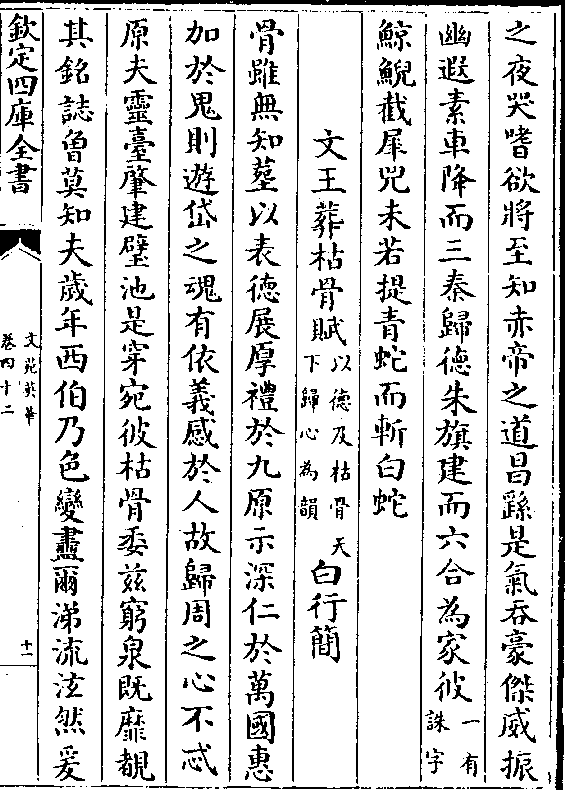 之夜哭嗜欲將至知赤帝之道昌繇是氣吞豪傑威振
幽遐素車降而三秦歸德朱旗建而六合為家彼一有誅字
鯨鯢截犀兕未若提青蛇而斬白蛇
文王葬枯骨賦以德及枯骨天下歸心為韻 白行簡
骨雖無知墓以表德展厚禮於九原示深仁於萬國惠
加於鬼則遊岱之魂有依義感於人故歸周之心不忒
原夫靈臺肇建璧池是穿宛彼枯骨委兹窮泉既靡覩
其銘誌曾莫知夫歲年西伯乃色變衋爾涕流泫然爰
欽定四庫全書
文苑英華
卷四十二
十一